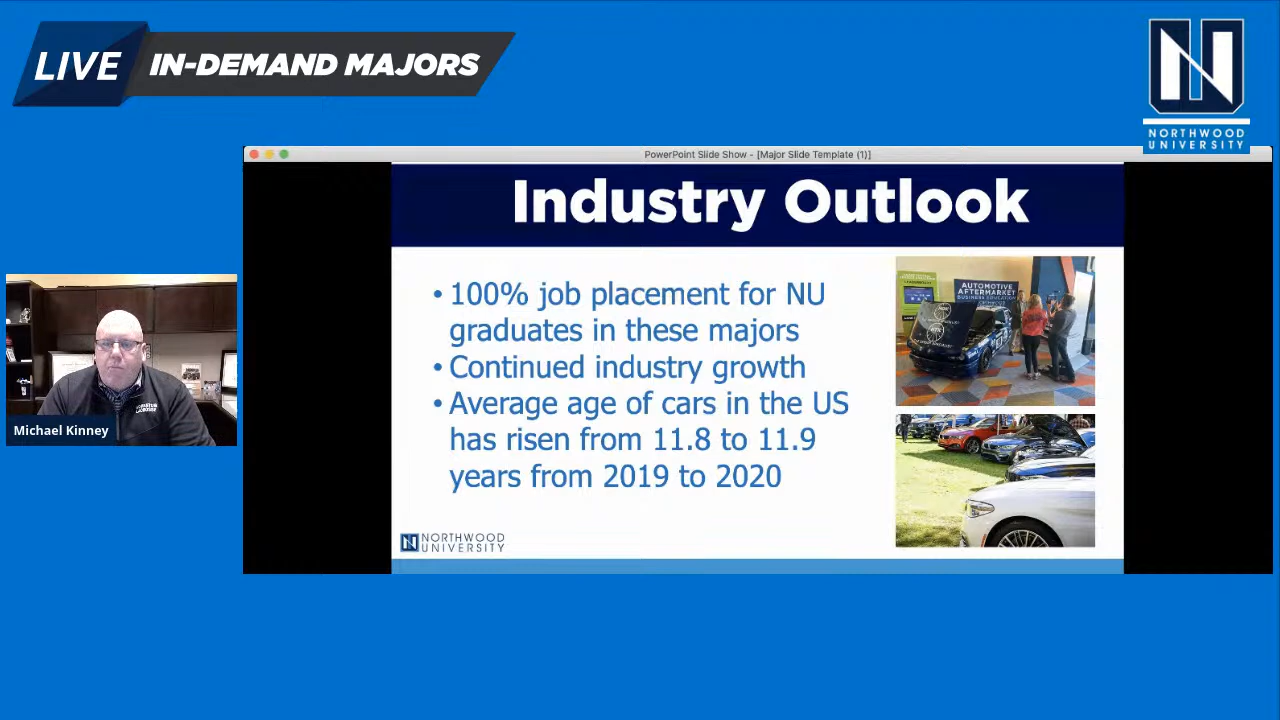 LIVE IN-DEMAND MAJORS
NORTHWOOD
UNIVERSITY
PowerPoint Slide Show - [Major Slide Template (1)]
Industry Outlook
• 100% job placement for NU
graduates in these majors
• Continued industry growth
• Average age of cars in the US
has risen from 11.8 to 11.9
years from 2019 to 2020
AUTOMOTIVE
AFTERMARKET
Michael Kinney
NORTHWOOD
UNIVERSITY